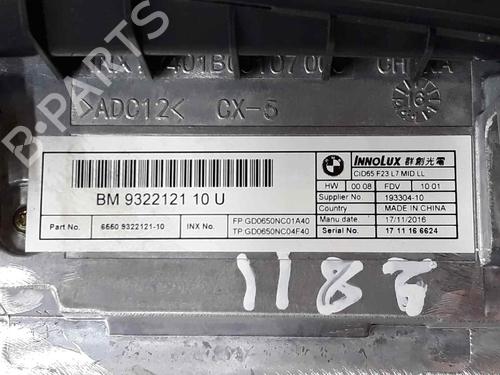 >ADC12< CX-5
16
B-PARTS
INNOLUX 群創光電
CID65 F23 L7 MID LL
HW 00.08 FDV 10 01
Supplier No 193304-10
Country MADE IN CHINA
Manu date: 17/11/2016
Serial No. 17 11 16 6624
BM 9322121 10 U
Part No. 6550 9322121-10 INX No. FP:GD0650NC01A40
TP:GD0650NC04F40